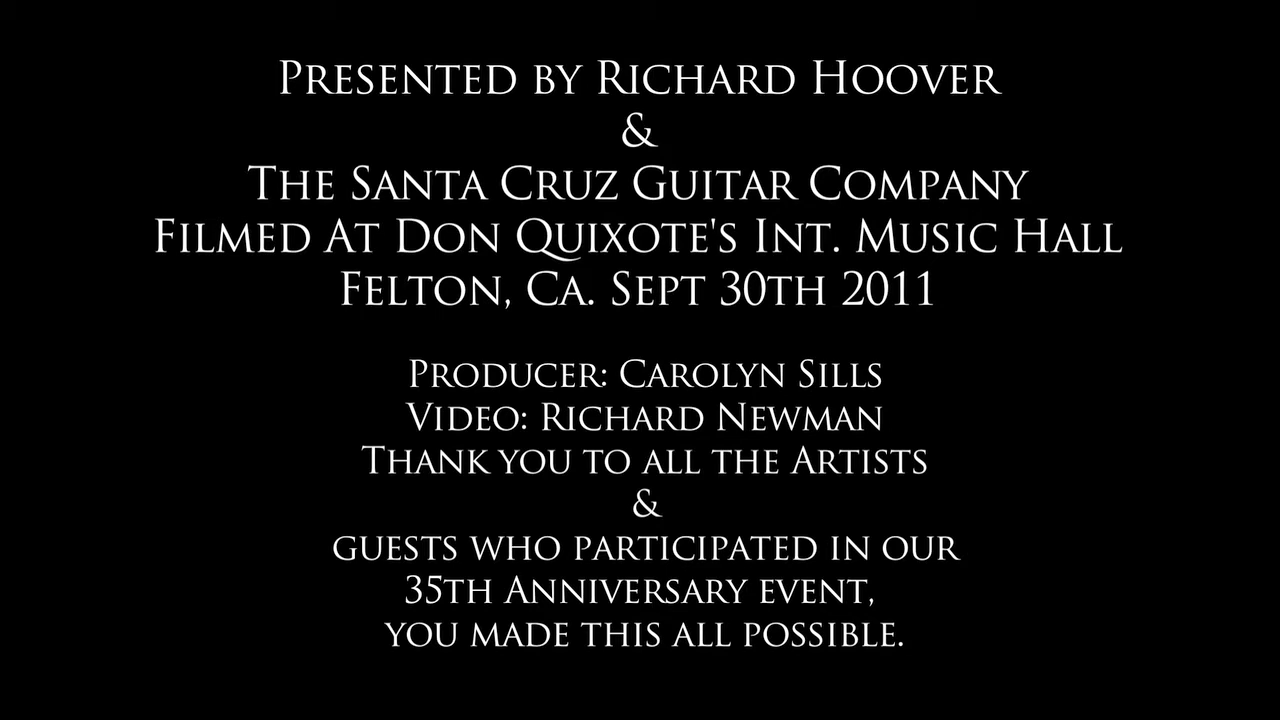 Presented by Richard Hoover
&
The Santa Cruz Guitar Company
Filmed At Don Quixote's Int. Music Hall
Felton, Ca. Sept 30th 2011
Producer: Carolyn Sills
Video: Richard Newman
Thank you to all the Artists
&
guests who participated in our
35th Anniversary event,
you made this all possible.